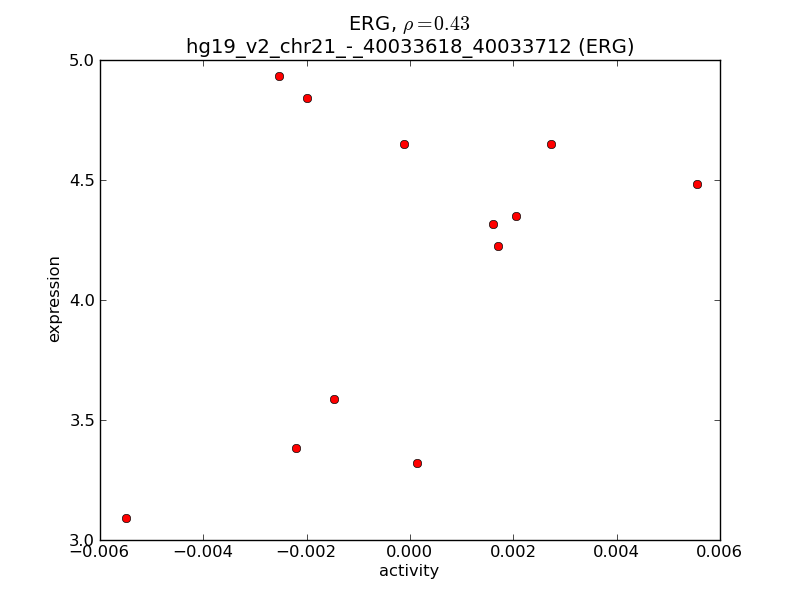 ERG, ρ=0.43
hg19_v2_chr21_-_40033618_40033712 (ERG)
5.0
4.5
4.0
3.5
3.0
expression
−0.006 −0.004 −0.002 0.000 0.002 0.004 0.006
activity